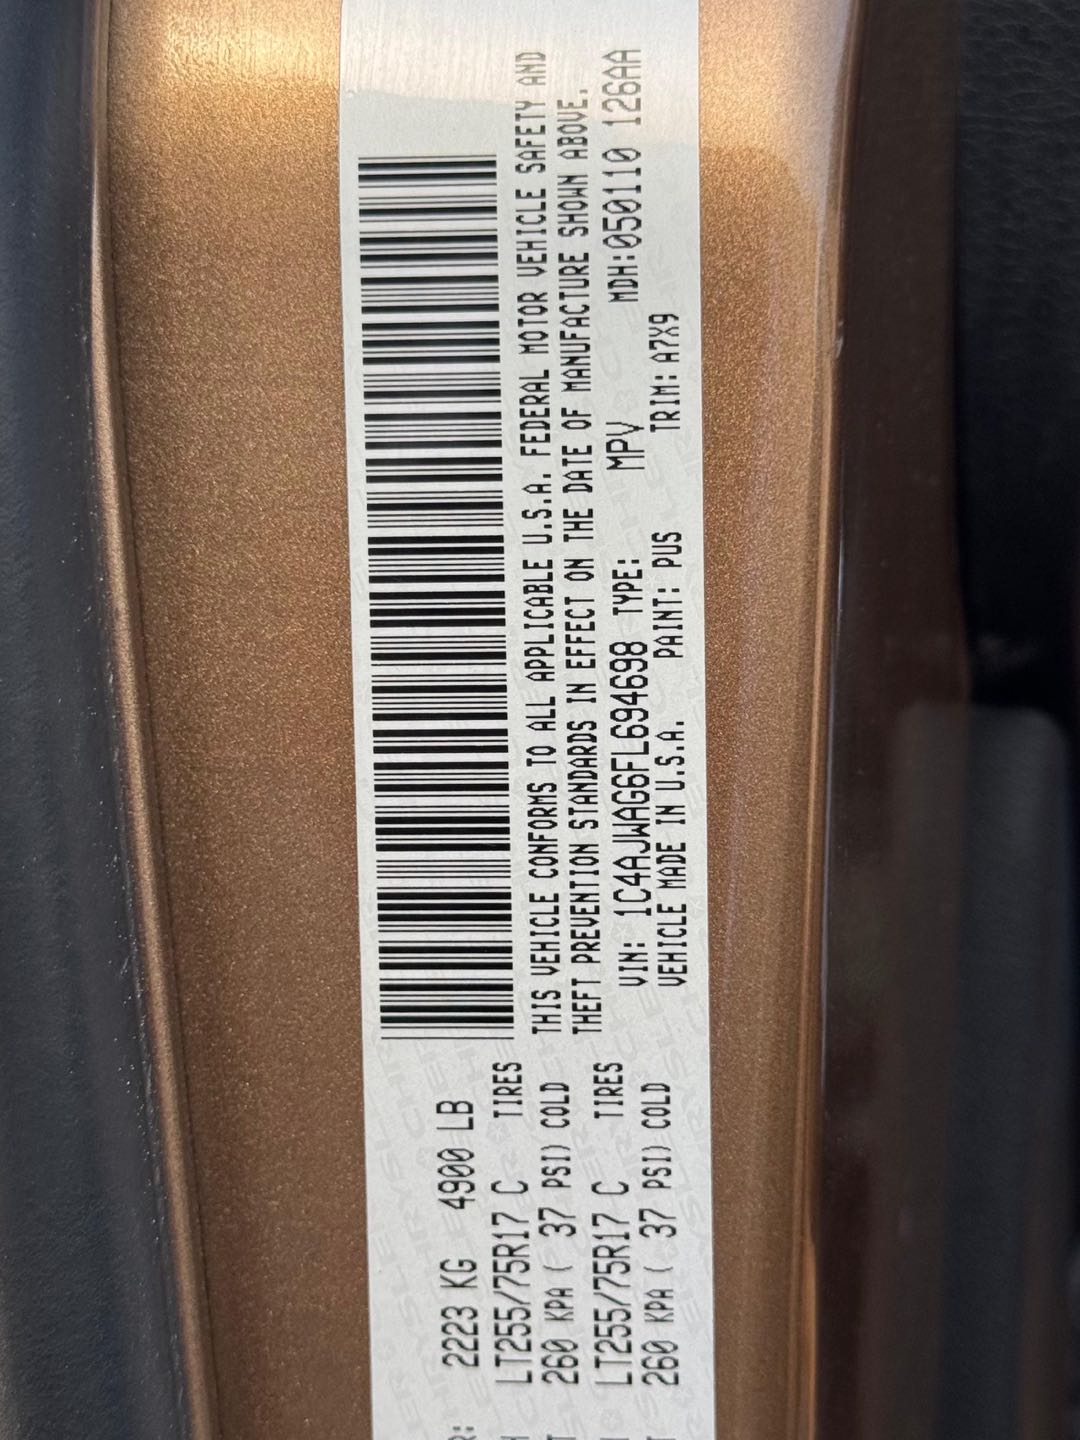 2223 KG 4900 LB
LT255/75R17 C TIRES
260 KPA ( 37 PSI) COLD
LT255/75R17 C TIRES
260 KPA ( 37 PSI) COLD
THIS VEHICLE CONFORMS TO ALL APPLICABLE U.S.A. FEDERAL MOTOR VEHICLE SAFETY AND
THEFT PREVENTION STANDARDS IN EFFECT ON THE DATE OF MANUFACTURE SHOWN ABOVE.
VIN: 1C4AJWAG6FL694698 TYPE: MPV MDH:050110 126AA
VEHICLE MADE IN U.S.A. PAINT: PUS TRIM: A7X9